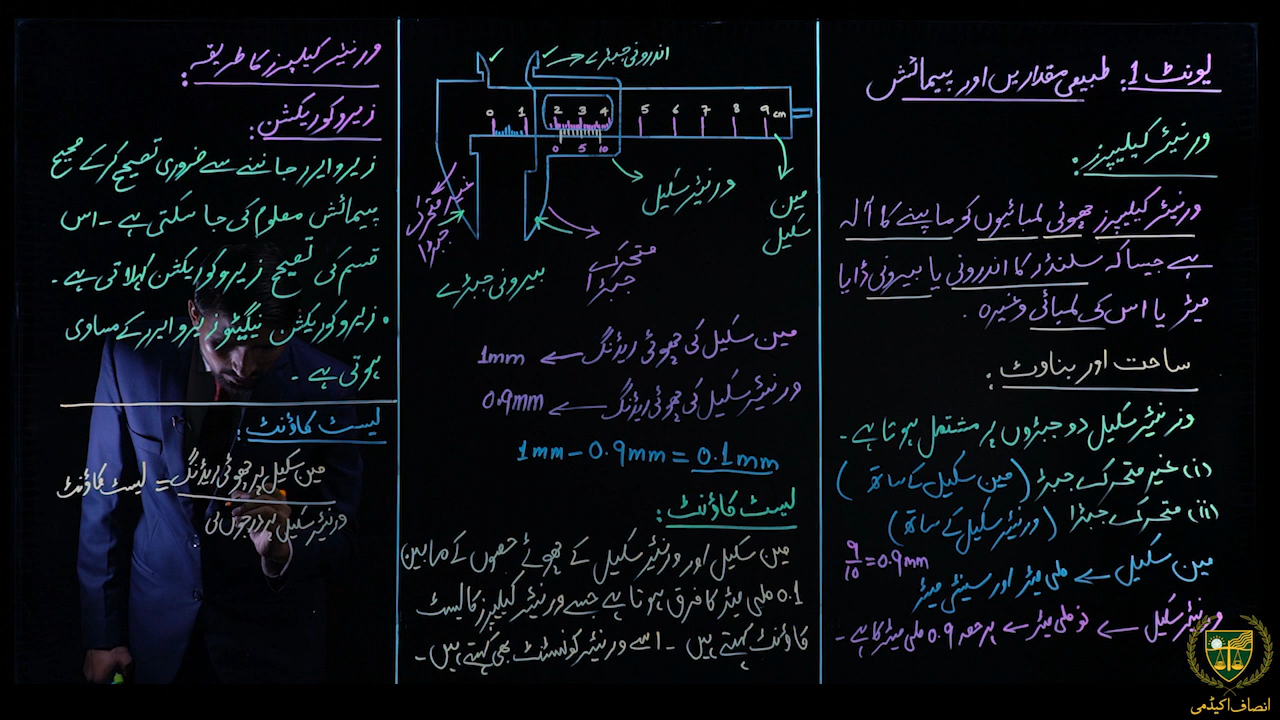 یونٹ 1: طبیعی مقداریں اور پیمائش
ورنیئر کیلیپرز:
ورنیئر کیلیپرز چھوٹی لمبائیوں کو ماپنے کا آلہ
ہے جیسا کہ سلنڈر کا اندرونی یا بیرونی ڈایا
میٹر یا اس کی لمبائی وغیرہ۔
ساخت اور بناوٹ:
ورنیئر سکیل دو جبڑوں پر مشتمل ہوتا ہے۔
(i) غیر متحرک جبڑا (مین سکیل کے ساتھ)
(ii) متحرک جبڑا (ورنیئر سکیل کے ساتھ)
9/10 = 0.9mm
مین سکیل ← ملی میٹر اور سینٹی میٹر
ورنیئر سکیل ← نو ملی میٹر ← ہر حصہ 0.9 ملی میٹر کا ہے۔
اندرونی جبڑے
0 1 2 3 4 5 6 7 8 9 cm
0 5 10
غیر متحرک جبڑا
ورنیئر سکیل
مین سکیل
متحرک جبڑا
بیرونی جبڑے
مین سکیل کی چھوٹی ریڈنگ ← 1mm
ورنیئر سکیل کی چھوٹی ریڈنگ ← 0.9mm
1mm – 0.9mm = 0.1mm
لیسٹ کاؤنٹ:
مین سکیل اور ورنیئر سکیل کے چھوٹے حصوں کے مابین
0.1 ملی میٹر کا فرق ہوتا ہے جسے ورنیئر کیلیپرز کا لیسٹ
کاؤنٹ کہتے ہیں۔ اسے ورنیئر کونسٹنٹ بھی کہتے ہیں۔
ورنیئر کیلیپرز کا طریقہ:
زیرو کوریکشن:
زیرو ایرر جاننے سے ضروری تصحیح کر کے صحیح
پیمائش معلوم کی جا سکتی ہے۔ اس
قسم کی تصحیح زیرو کوریکشن کہلاتی ہے۔
• زیرو کوریکشن نیگیٹو زیرو ایرر کے مساوی
ہوتی ہے۔
لیسٹ کاؤنٹ:
مین سکیل پر چھوٹی ریڈنگ = لیسٹ کاؤنٹ
ورنیئر سکیل پر درجوں کی
انصاف اکیڈمی